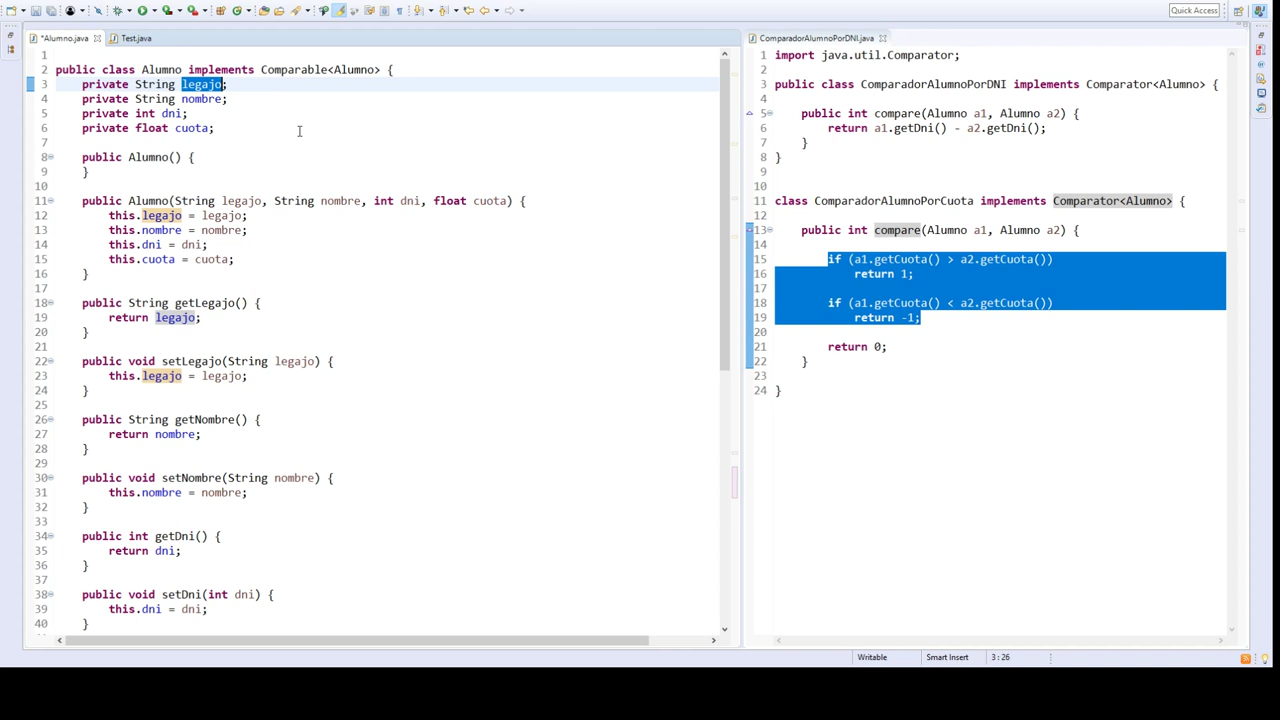 Quick Access
*Alumno.java
Test.java
1
2 public class Alumno implements Comparable<Alumno> {
3 private String legajo;
4 private String nombre;
5 private int dni;
6 private float cuota;
7
8 public Alumno() {
9 }
10
11 public Alumno(String legajo, String nombre, int dni, float cuota) {
12 this.legajo = legajo;
13 this.nombre = nombre;
14 this.dni = dni;
15 this.cuota = cuota;
16 }
17
18 public String getLegajo() {
19 return legajo;
20 }
21
22 public void setLegajo(String legajo) {
23 this.legajo = legajo;
24 }
25
26 public String getNombre() {
27 return nombre;
28 }
29
30 public void setNombre(String nombre) {
31 this.nombre = nombre;
32 }
33
34 public int getDni() {
35 return dni;
36 }
37
38 public void setDni(int dni) {
39 this.dni = dni;
40 }
ComparadorAlumnoPorDNI.java
1 import java.util.Comparator;
2
3 public class ComparadorAlumnoPorDNI implements Comparator<Alumno> {
4
5 public int compare(Alumno a1, Alumno a2) {
6 return a1.getDni() - a2.getDni();
7 }
8 }
9
10
11 class ComparadorAlumnoPorCuota implements Comparator<Alumno> {
12
13 public int compare(Alumno a1, Alumno a2) {
14
15 if (a1.getCuota() > a2.getCuota())
16 return 1;
17
18 if (a1.getCuota() < a2.getCuota())
19 return -1;
20
21 return 0;
22 }
23
24 }
Writable
Smart Insert
3 : 26